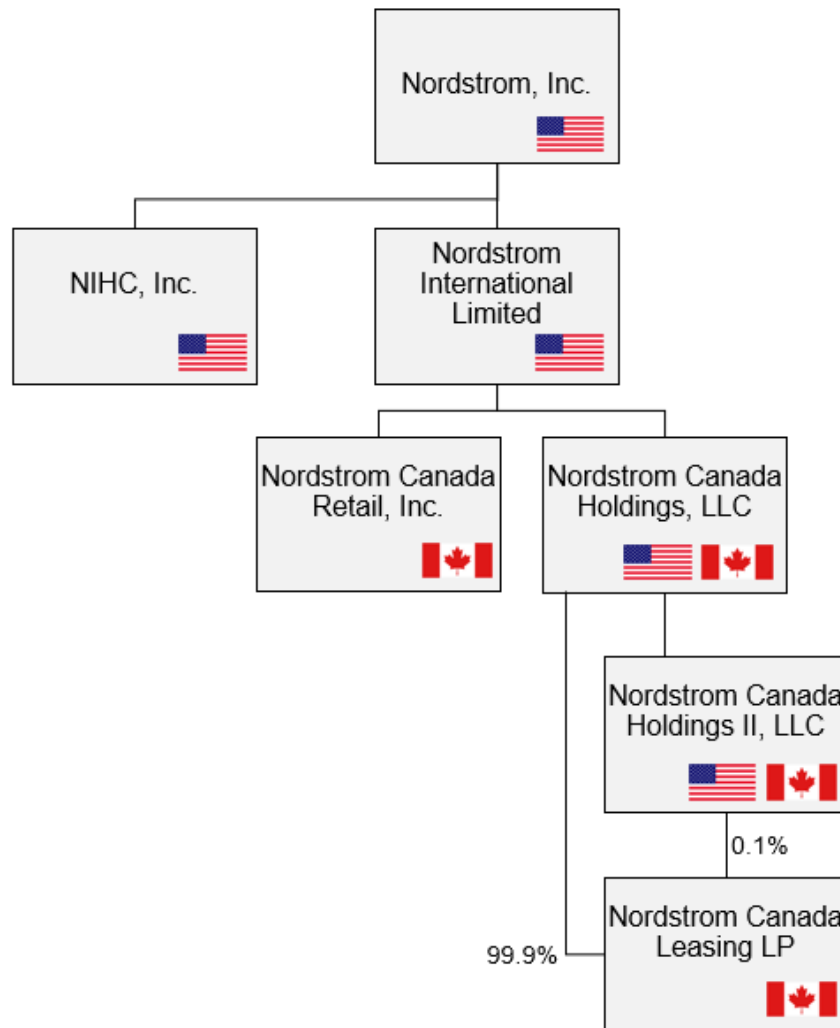 Nordstrom, Inc.
NIHC, Inc.
Nordstrom
International
Limited
Nordstrom Canada
Retail, Inc.
Nordstrom Canada
Holdings, LLC
Nordstrom Canada
Holdings II, LLC
0.1%
Nordstrom Canada
Leasing LP
99.9%